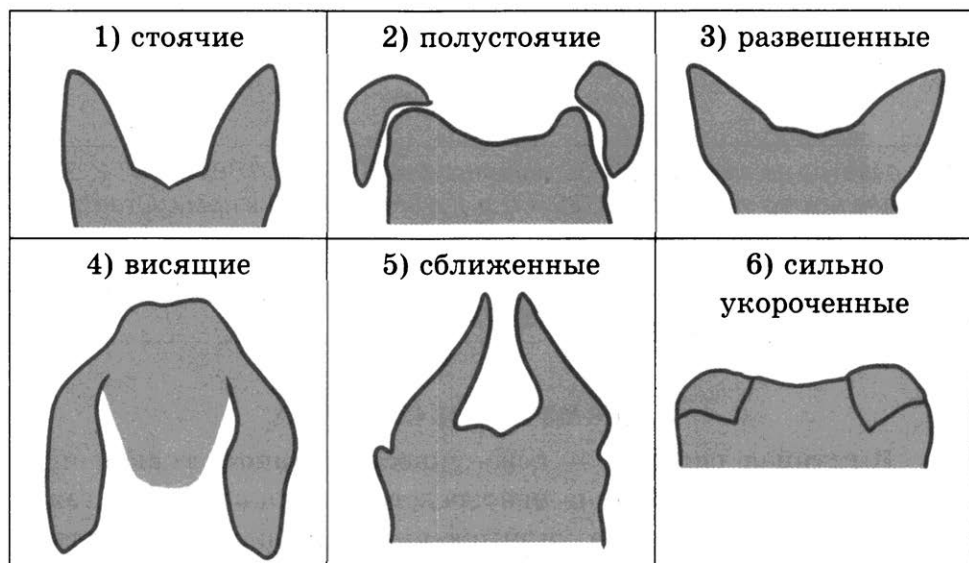 1) стоячие
2) полустоячие
3) развешенные
4) висящие
5) сближенные
6) сильно
укороченные